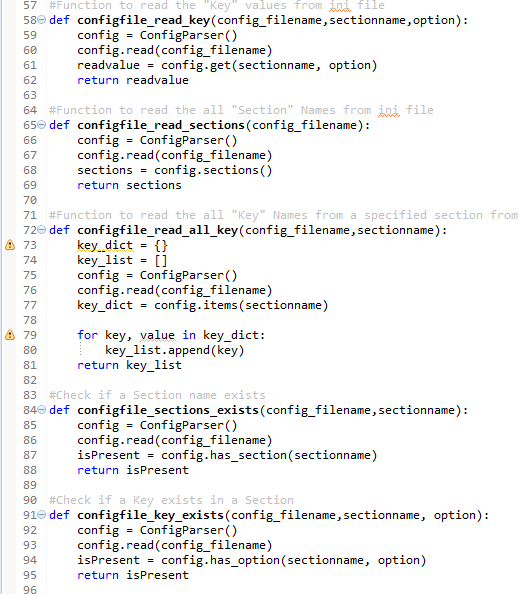 57 #Function to read the "Key" values from ini file
58 def configfile_read_key(config_filename,sectionname,option):
59     config = ConfigParser()
60     config.read(config_filename)
61     readvalue = config.get(sectionname, option)
62     return readvalue
63
64 #Function to read the all "Section" Names from ini file
65 def configfile_read_sections(config_filename):
66     config = ConfigParser()
67     config.read(config_filename)
68     sections = config.sections()
69     return sections
70
71 #Function to read the all "Key" Names from a specified section from
72 def configfile_read_all_key(config_filename,sectionname):
73     key_dict = {}
74     key_list = []
75     config = ConfigParser()
76     config.read(config_filename)
77     key_dict = config.items(sectionname)
78
79     for key, value in key_dict:
80         key_list.append(key)
81     return key_list
82
83 #Check if a Section name exists
84 def configfile_sections_exists(config_filename,sectionname):
85     config = ConfigParser()
86     config.read(config_filename)
87     isPresent = config.has_section(sectionname)
88     return isPresent
89
90 #Check if a Key exists in a Section
91 def configfile_key_exists(config_filename,sectionname, option):
92     config = ConfigParser()
93     config.read(config_filename)
94     isPresent = config.has_option(sectionname, option)
95     return isPresent
96